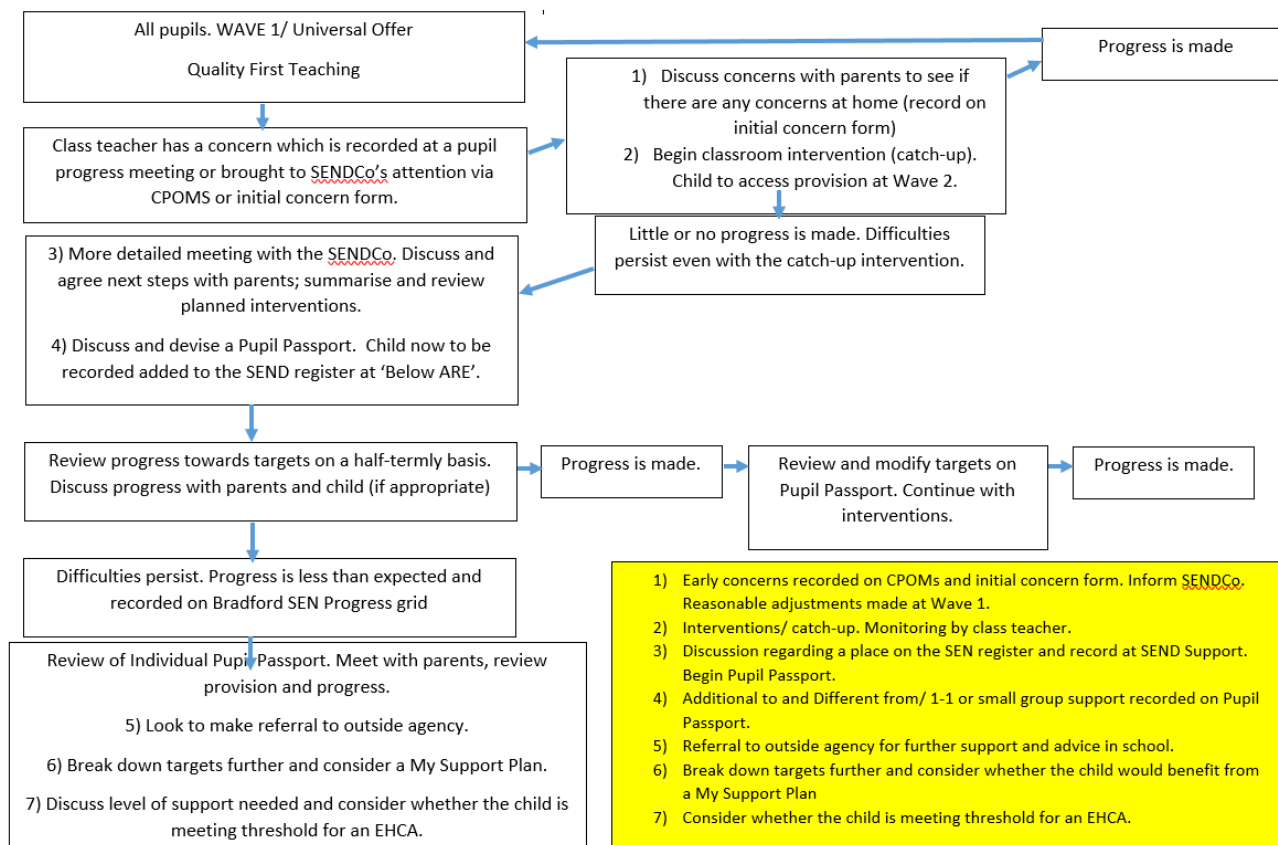 All pupils. WAVE 1/ Universal Offer
Quality First Teaching
Progress is made
1) Discuss concerns with parents to see if
there are any concerns at home (record on
initial concern form)
2) Begin classroom intervention (catch-up).
Child to access provision at Wave 2.
Class teacher has a concern which is recorded at a pupil
progress meeting or brought to SENDCo's attention via
CPOMS or initial concern form.
Little or no progress is made. Difficulties
persist even with the catch-up intervention.
3) More detailed meeting with the SENDCo. Discuss and
agree next steps with parents; summarise and review
planned interventions.
4) Discuss and devise a Pupil Passport. Child now to be
recorded added to the SEND register at 'Below ARE'.
Review progress towards targets on a half-termly basis.
Discuss progress with parents and child (if appropriate)
Progress is made.
Review and modify targets on
Pupil Passport. Continue with
interventions.
Progress is made.
Difficulties persist. Progress is less than expected and
recorded on Bradford SEN Progress grid
Review of Individual Pupil Passport. Meet with parents, review
provision and progress.
5) Look to make referral to outside agency.
6) Break down targets further and consider a My Support Plan.
7) Discuss level of support needed and consider whether the child is
meeting threshold for an EHCA.
1) Early concerns recorded on CPOMs and initial concern form. Inform SENDCo.
Reasonable adjustments made at Wave 1.
2) Interventions/ catch-up. Monitoring by class teacher.
3) Discussion regarding a place on the SEN register and record at SEND Support.
Begin Pupil Passport.
4) Additional to and Different from/ 1-1 or small group support recorded on Pupil
Passport.
5) Referral to outside agency for further support and advice in school.
6) Break down targets further and consider whether the child would benefit from
a My Support Plan
7) Consider whether the child is meeting threshold for an EHCA.